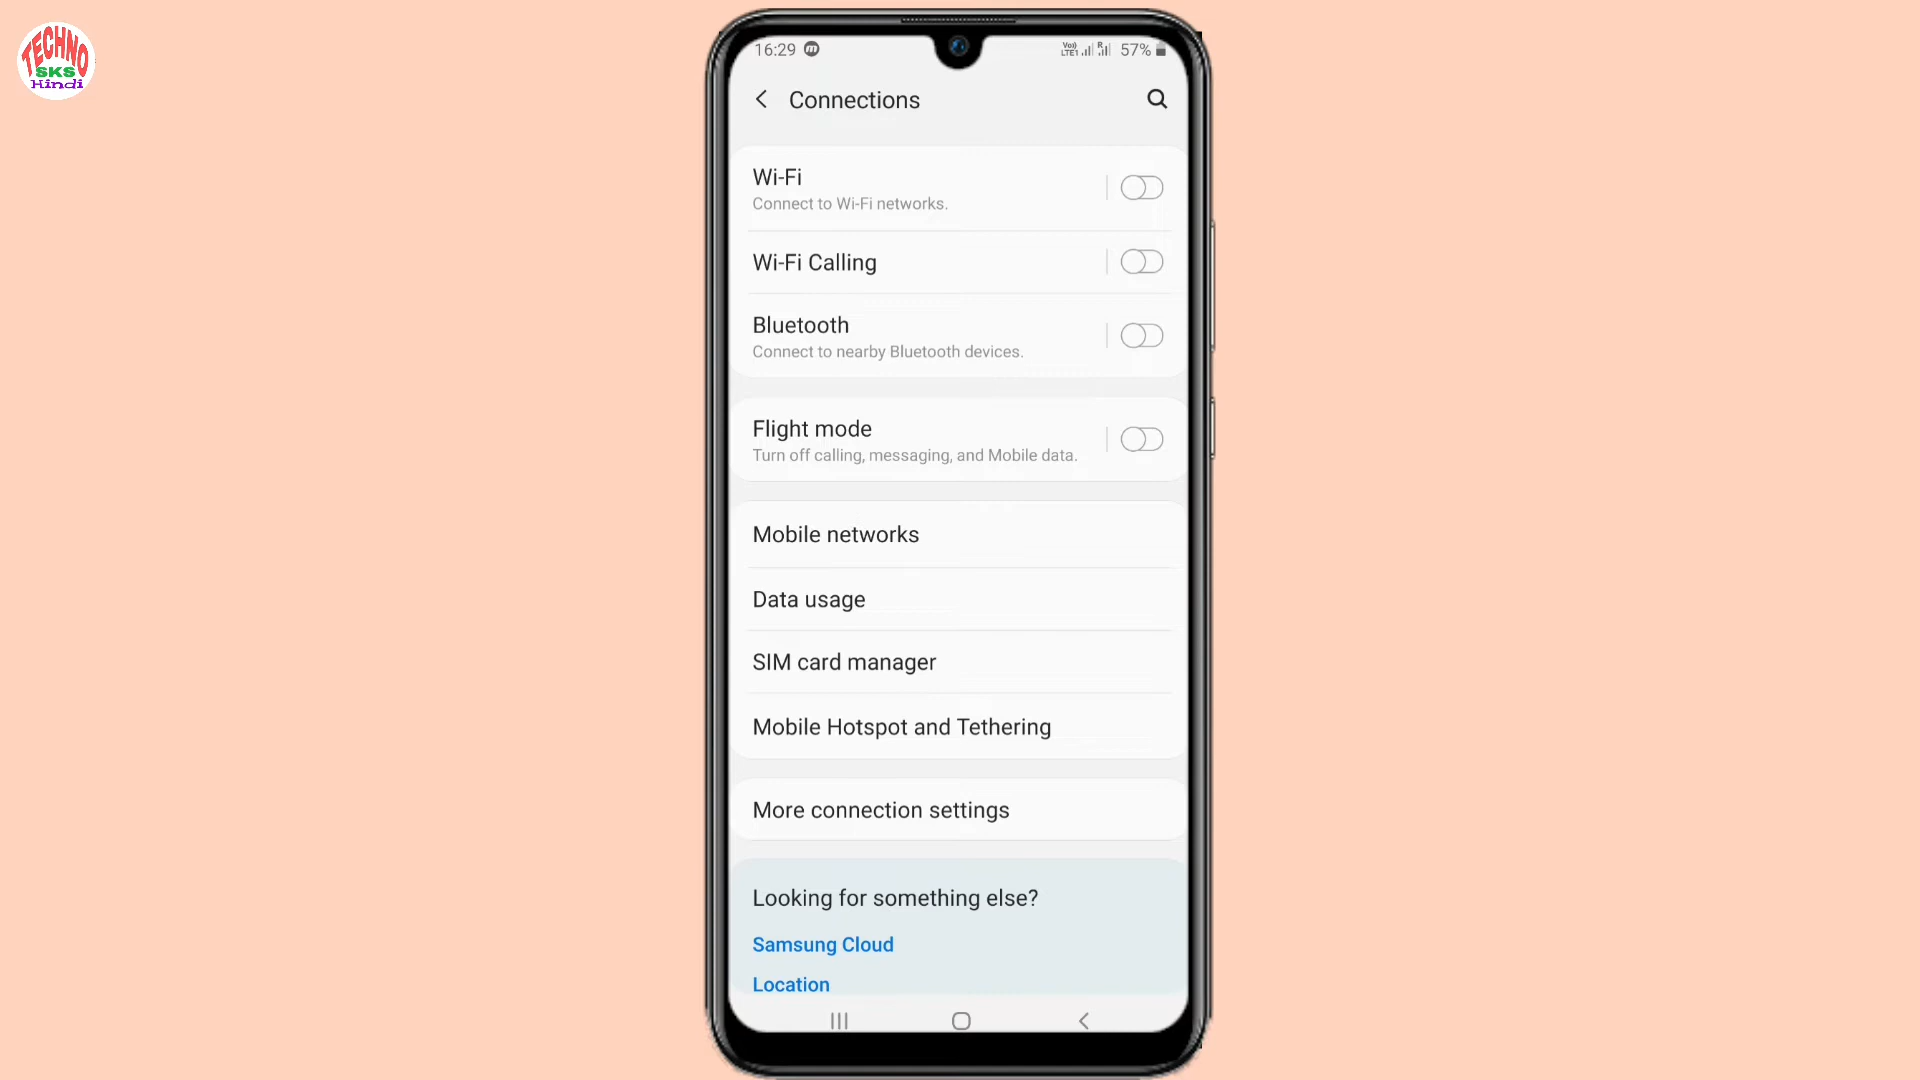 TECHNO
SKS
Hindi
16:29
57%
Connections
Wi-Fi
Connect to Wi-Fi networks.
Wi-Fi Calling
Bluetooth
Connect to nearby Bluetooth devices.
Flight mode
Turn off calling, messaging, and Mobile data.
Mobile networks
Data usage
SIM card manager
Mobile Hotspot and Tethering
More connection settings
Looking for something else?
Samsung Cloud
Location